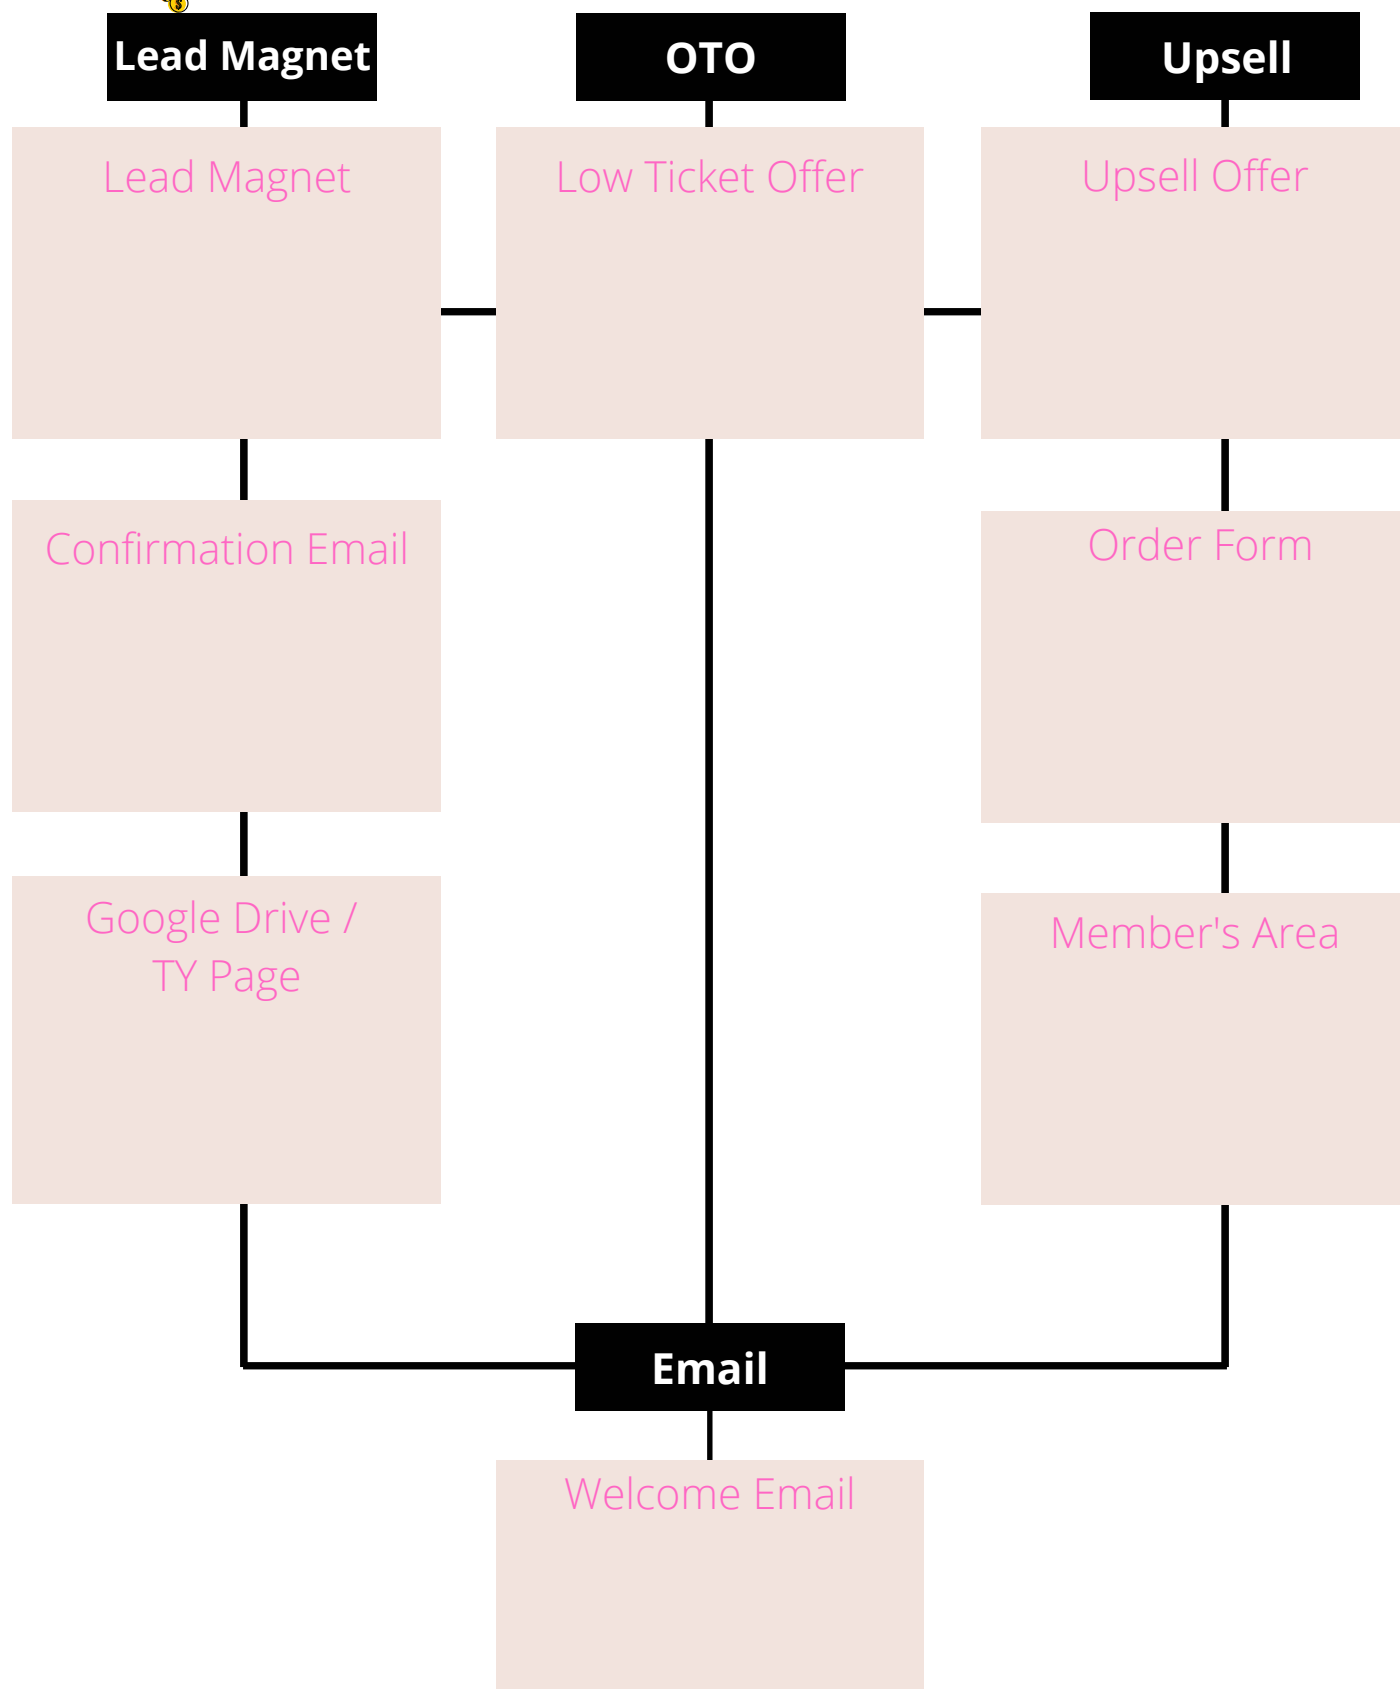 Lead Magnet
OTO
Upsell
Lead Magnet
Low Ticket Offer
Upsell Offer
Confirmation Email
Order Form
Google Drive /
TY Page
Member's Area
Email
Welcome Email